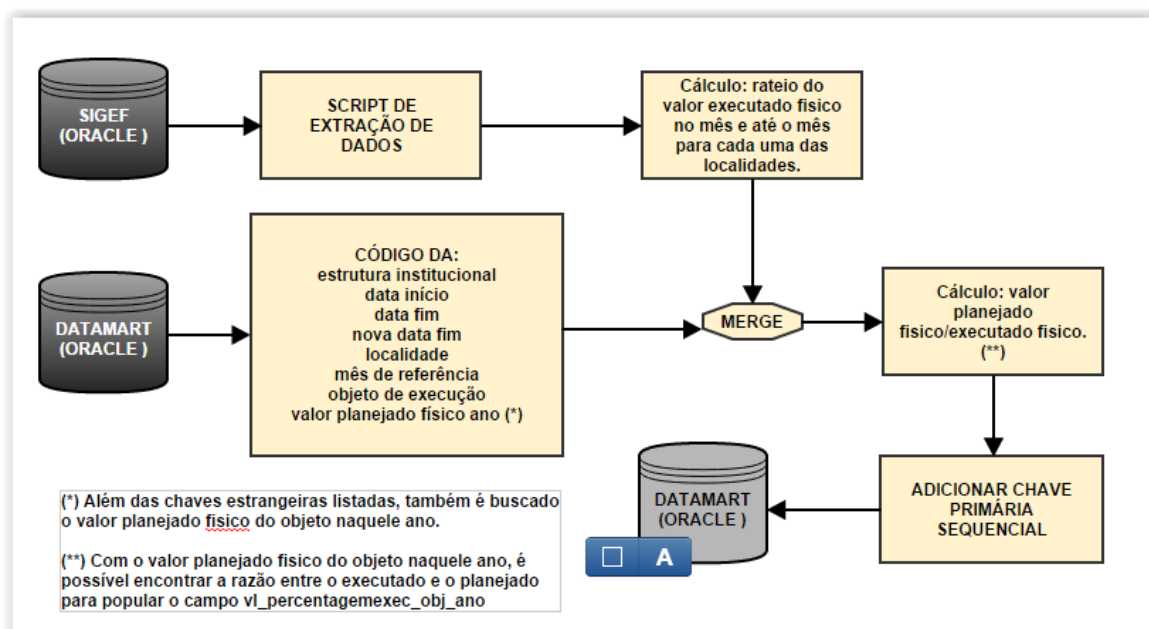 SIGEF
(ORACLE )
SCRIPT DE
EXTRAÇÃO DE
DADOS
Cálculo: rateio do
valor executado fisico
no mês e até o mês
para cada uma das
localidades.
DATAMART
(ORACLE )
CÓDIGO DA:
estrutura institucional
data início
data fim
nova data fim
localidade
mês de referência
objeto de execução
valor planejado físico ano (*)
MERGE
Cálculo: valor
planejado
fisico/executado fisico.
(**)
DATAMART
(ORACLE )
ADICIONAR CHAVE
PRIMÁRIA
SEQUENCIAL
(*) Além das chaves estrangeiras listadas, também é buscado
o valor planejado fisico do objeto naquele ano.
(**) Com o valor planejado fisico do objeto naquele ano, é
possível encontrar a razão entre o executado e o planejado
para popular o campo vl_percentagemexec_obj_ano
A